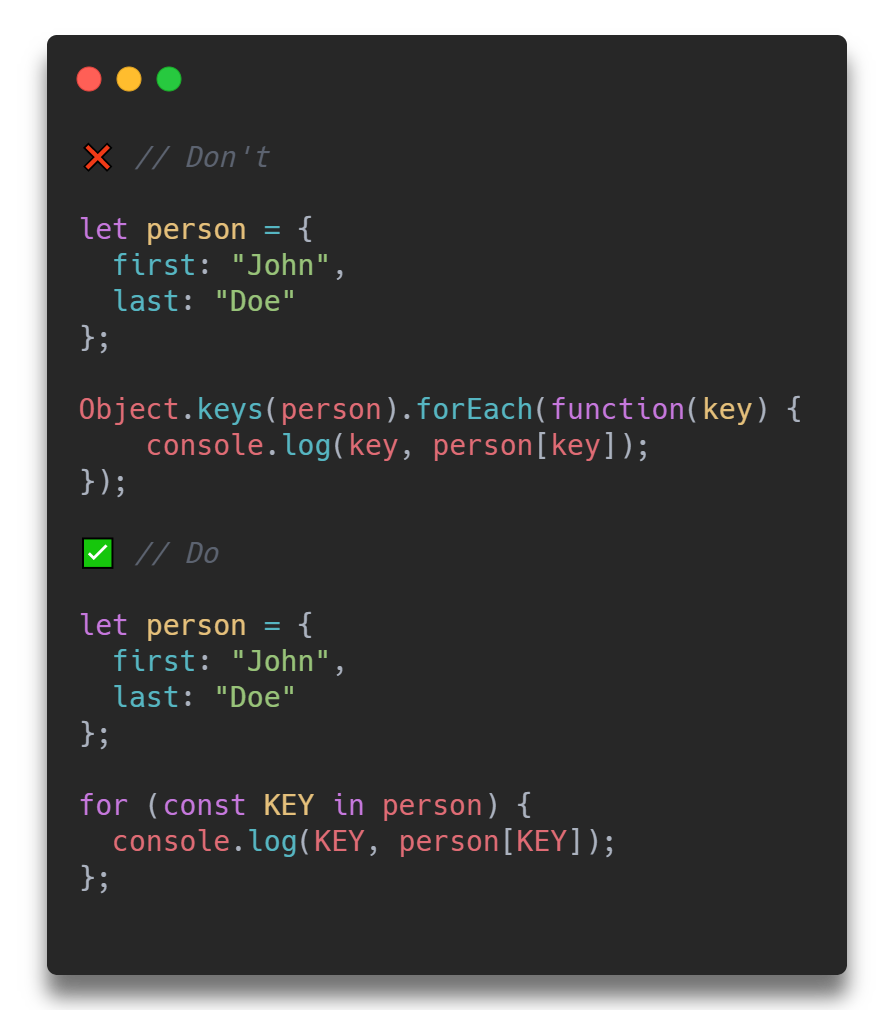 ❌ // Don't
let person = {
  first: "John",
  last: "Doe"
};
Object.keys(person).forEach(function(key) {
    console.log(key, person[key]);
});
✅ // Do
let person = {
  first: "John",
  last: "Doe"
};
for (const KEY in person) {
  console.log(KEY, person[KEY]);
};